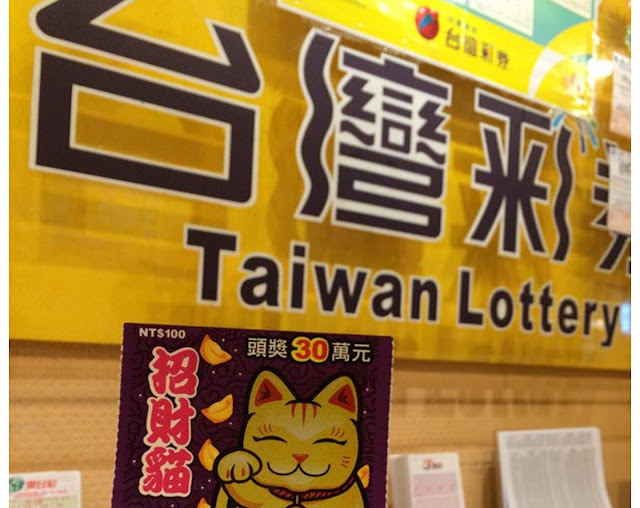 台灣彩券
台灣彩
Taiwan Lottery
NT$100
頭獎30萬元
招財貓